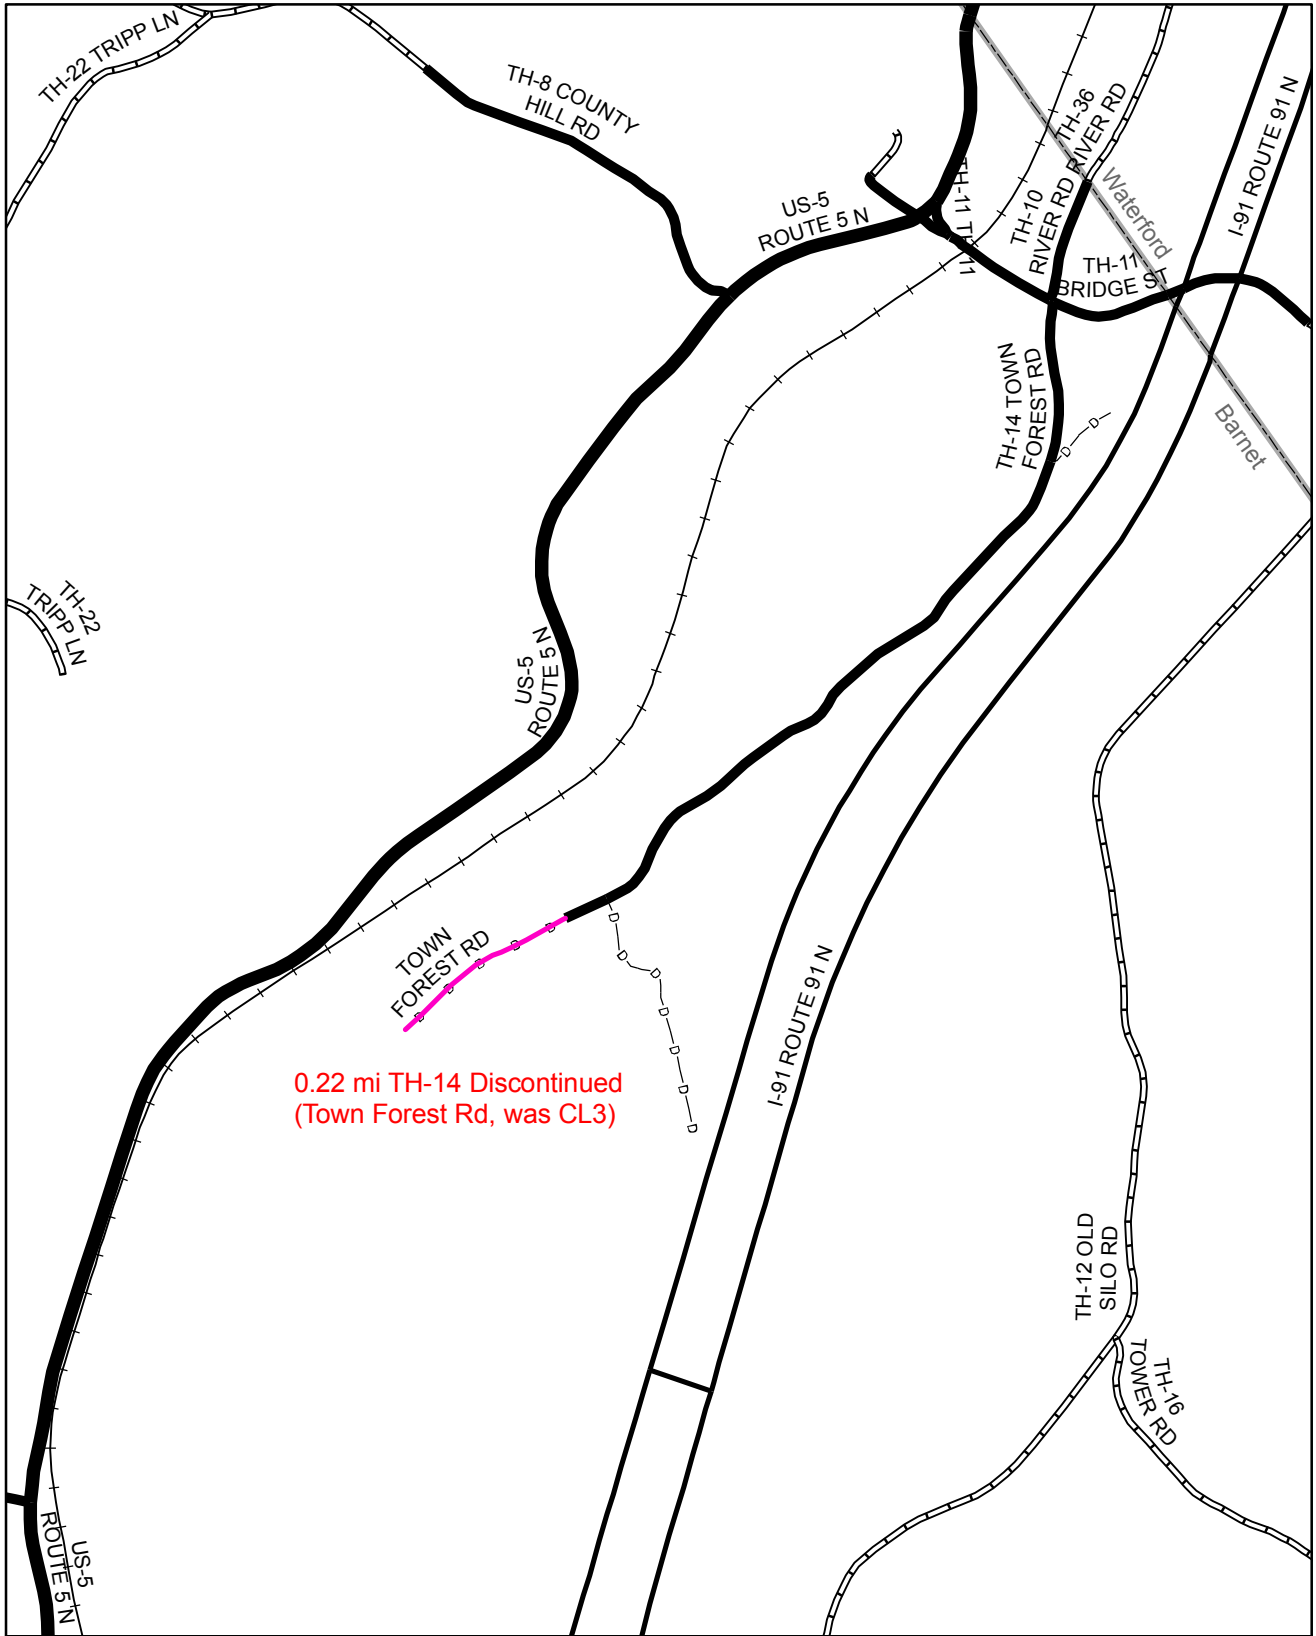 TH-22 TRIPP LN
TH-8 COUNTY
HILL RD
TH-36
RIVER RD
I-91 ROUTE 91 N
US-5
ROUTE 5 N
TH-11
TH-11
TH-10
RIVER RD
Waterford
TH-11
BRIDGE ST
TH-14 TOWN
FOREST RD
D
D
Barnet
TH-22
TRIPP LN
US-5
ROUTE 5 N
TOWN
FOREST RD
D
D
D
D
D
D
D
D
D
D
D
D
I-91 ROUTE 91 N
0.22 mi TH-14 Discontinued
(Town Forest Rd, was CL3)
TH-12 OLD
SILO RD
TH-16
TOWER RD
US-5
ROUTE 5 N